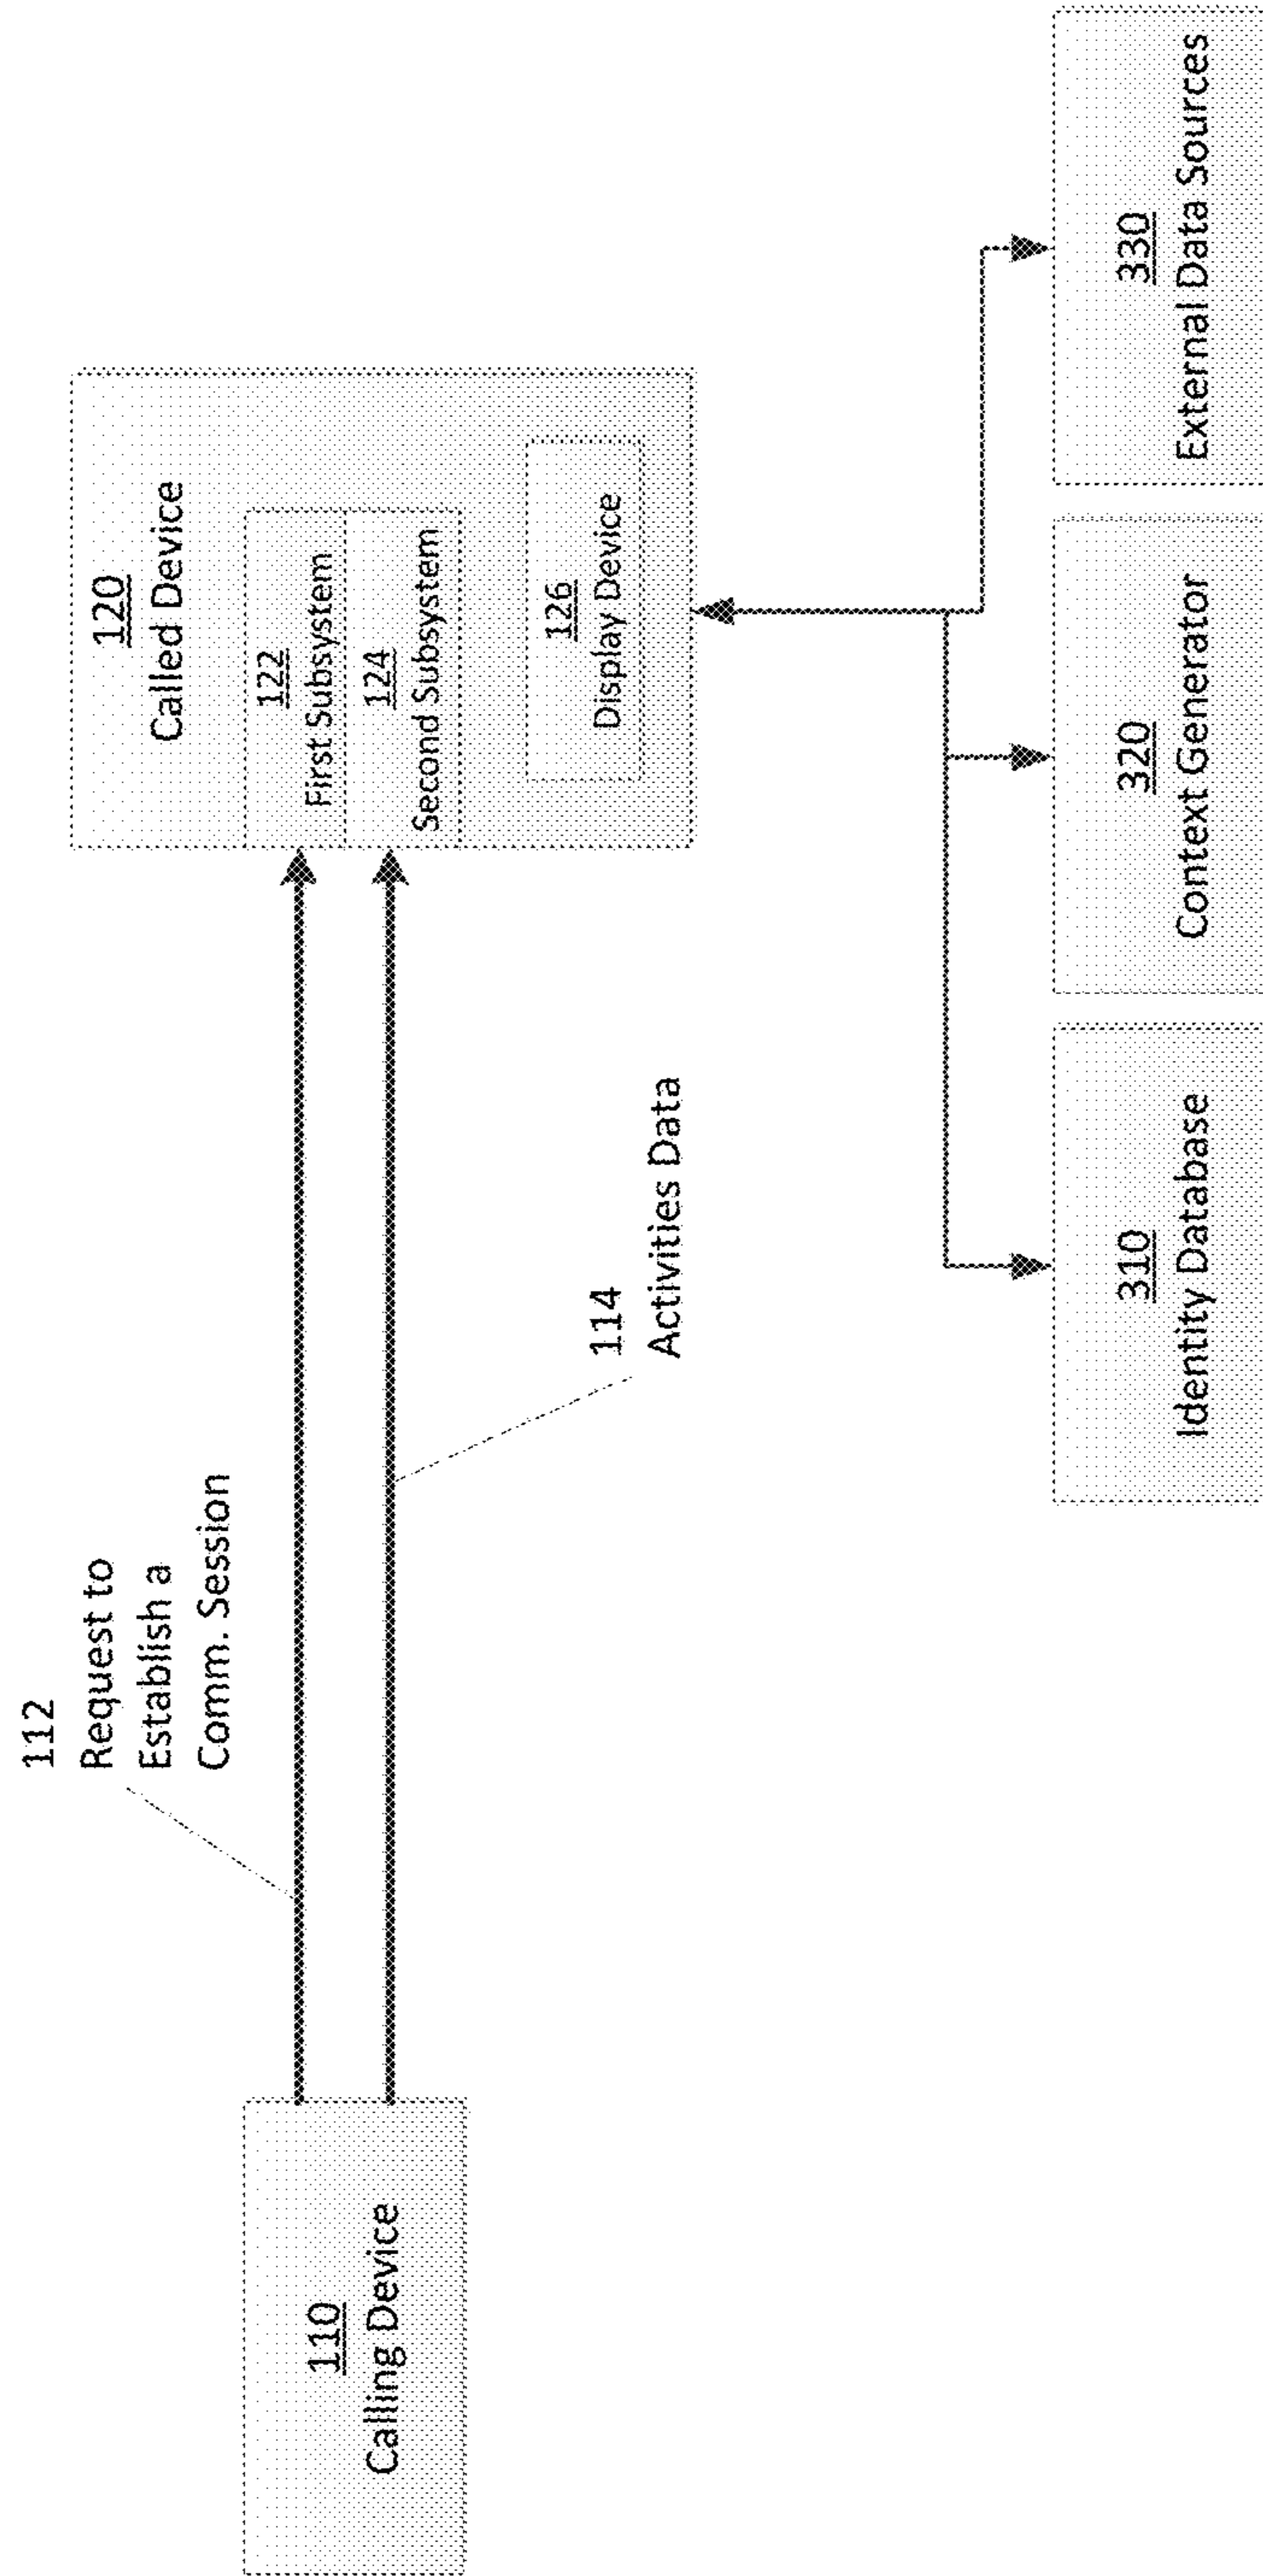 112
Request to
Establish a
Comm. Session
120
Called Device
122
First Subsystem
124
Second Subsystem
126
Display Device
110
Calling Device
114
Activities Data
310
Identity Database
320
Context Generator
330
External Data Sources